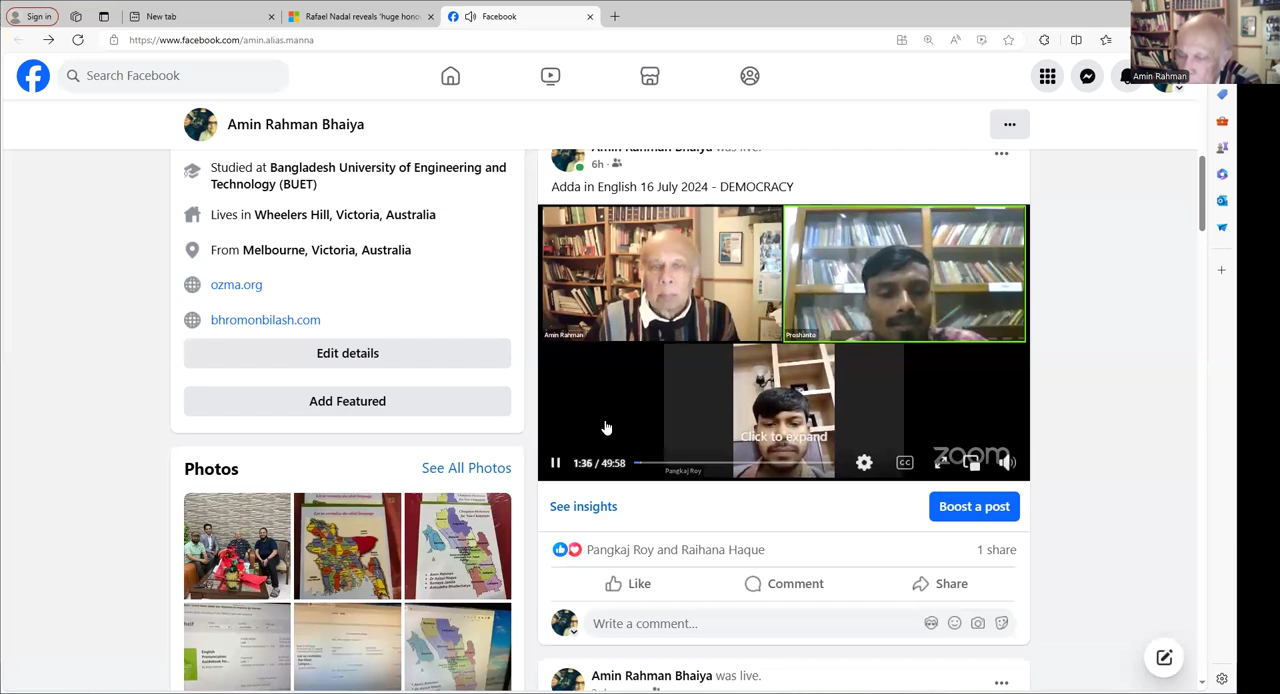 Sign in
New tab
Rafael Nadal reveals 'huge hono
Facebook
https://www.facebook.com/amin.alias.manna
Amin Rahman
Search Facebook
Amin Rahman Bhaiya
Studied at Bangladesh University of Engineering and
Technology (BUET)
Lives in Wheelers Hill, Victoria, Australia
From Melbourne, Victoria, Australia
ozma.org
bhromonbilash.com
Edit details
Add Featured
Photos
See All Photos
Amin Rahman Bhaiya was live.
6h
Adda in English 16 July 2024 - DEMOCRACY
Amin Rahman
Proshanto
Click to expand
zoom
1:36 / 49:58
CC
Pangkaj Roy
See insights
Boost a post
Pangkaj Roy and Raihana Haque
1 share
Like
Comment
Share
Write a comment...
Amin Rahman Bhaiya was live.